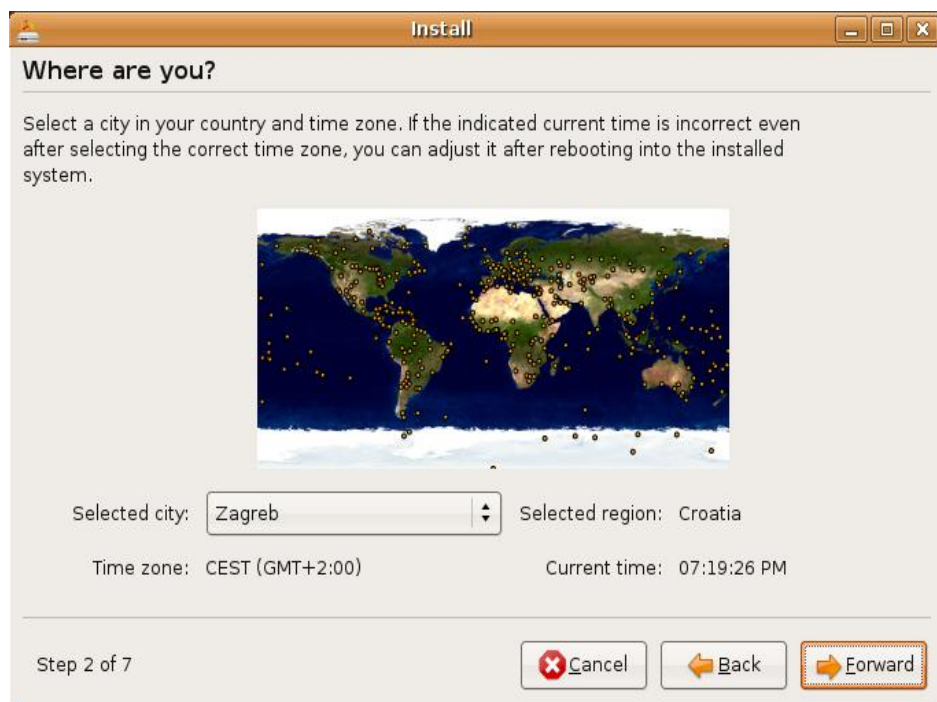 Install
Where are you?
Select a city in your country and time zone. If the indicated current time is incorrect even
after selecting the correct time zone, you can adjust it after rebooting into the installed
system.
Selected city: Zagreb Selected region: Croatia
Time zone: CEST (GMT+2:00) Current time: 07:19:26 PM
Step 2 of 7 Cancel Back Forward